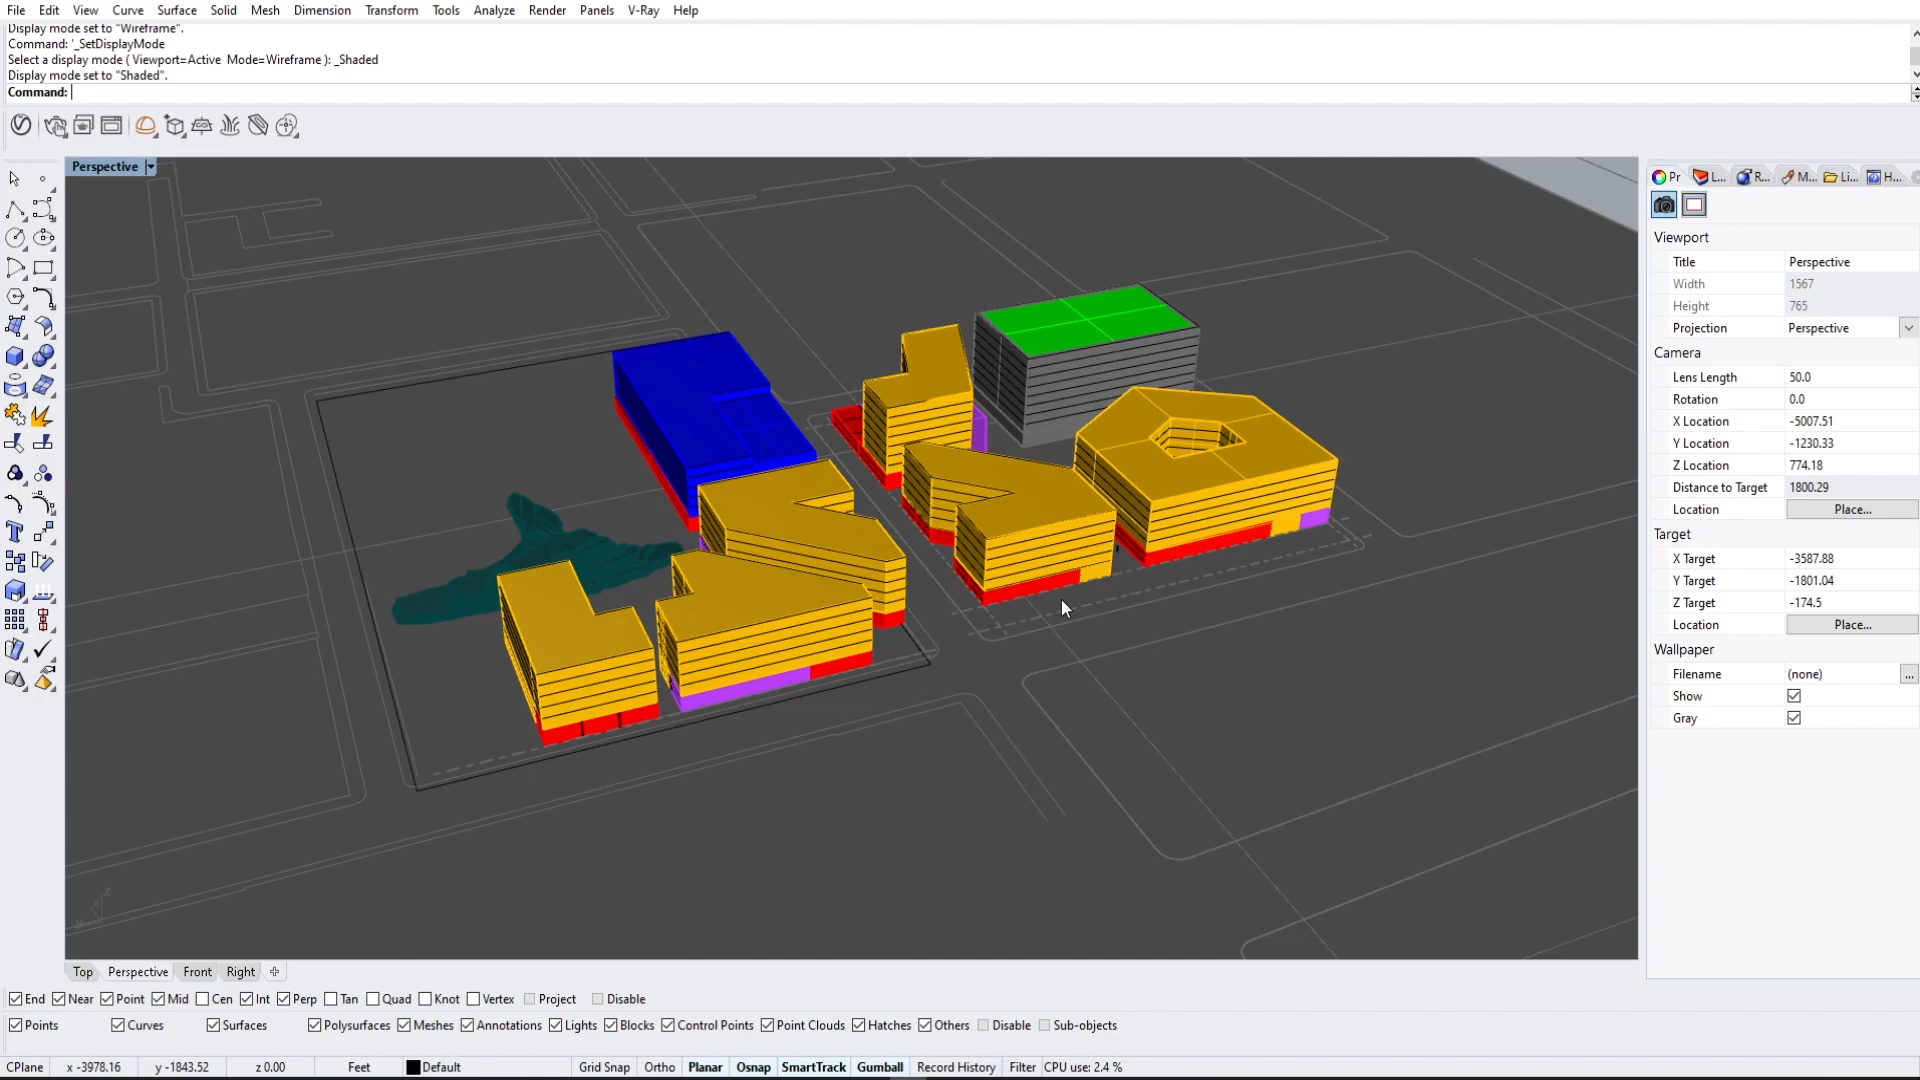 File Edit View Curve Surface Solid Mesh Dimension Transform Tools Analyze Render Panels V-Ray Help
Display mode set to "Wireframe".
Command: '_SetDisplayMode
Select a display mode ( Viewport=Active Mode=Wireframe ): _Shaded
Display mode set to "Shaded".
Command:
Perspective
Pr L... R... M... Li... H...
Viewport
Title Perspective
Width 1567
Height 765
Projection Perspective
Camera
Lens Length 50.0
Rotation 0.0
X Location -5007.51
Y Location -1230.33
Z Location 774.18
Distance to Target 1800.29
Location Place...
Target
X Target -3587.88
Y Target -1801.04
Z Target -174.5
Location Place...
Wallpaper
Filename (none) ...
Show
Gray
z
x
y
Top Perspective Front Right
End Near Point Mid Cen Int Perp Tan Quad Knot Vertex Project Disable
Points Curves Surfaces Polysurfaces Meshes Annotations Lights Blocks Control Points Point Clouds Hatches Others Disable Sub-objects
CPlane x -3978.16 y -1843.52 z 0.00 Feet Default Grid Snap Ortho Planar Osnap SmartTrack Gumball Record History Filter CPU use: 2.4 %